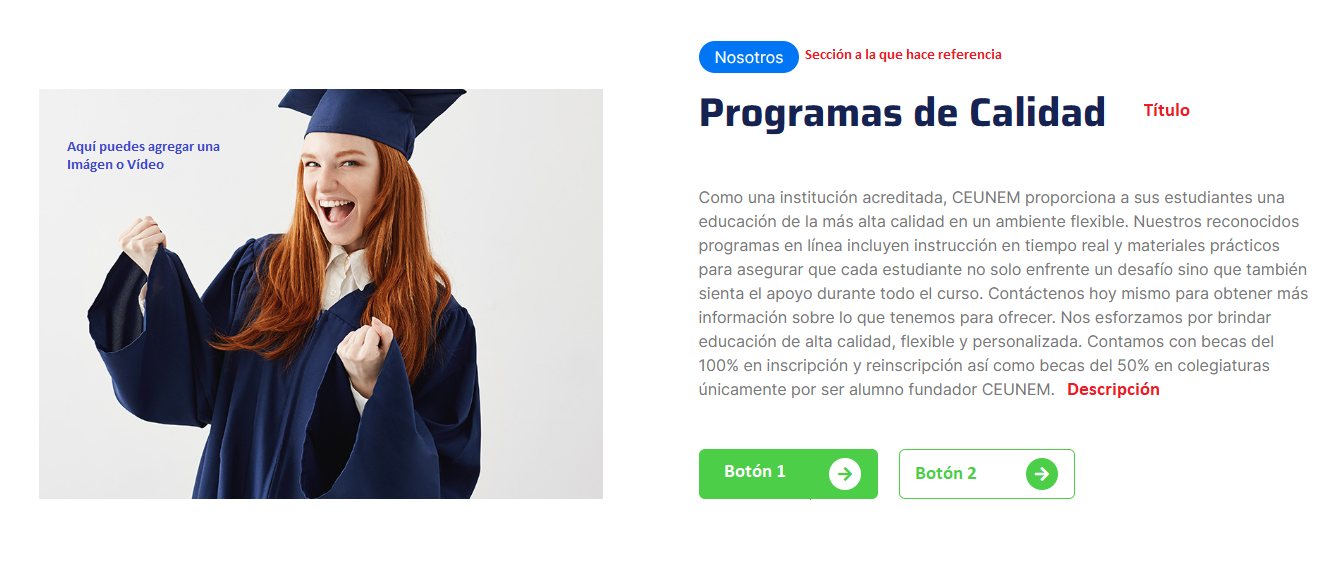 Nosotros Sección a la que hace referencia
Programas de Calidad Título
Aquí puedes agregar una
Imágen o Vídeo
Como una institución acreditada, CEUNEM proporciona a sus estudiantes una
educación de la más alta calidad en un ambiente flexible. Nuestros reconocidos
programas en línea incluyen instrucción en tiempo real y materiales prácticos
para asegurar que cada estudiante no solo enfrente un desafío sino que también
sienta el apoyo durante todo el curso. Contáctenos hoy mismo para obtener más
información sobre lo que tenemos para ofrecer. Nos esforzamos por brindar
educación de alta calidad, flexible y personalizada. Contamos con becas del
100% en inscripción y reinscripción así como becas del 50% en colegiaturas
únicamente por ser alumno fundador CEUNEM. Descripción
Botón 1 Botón 2